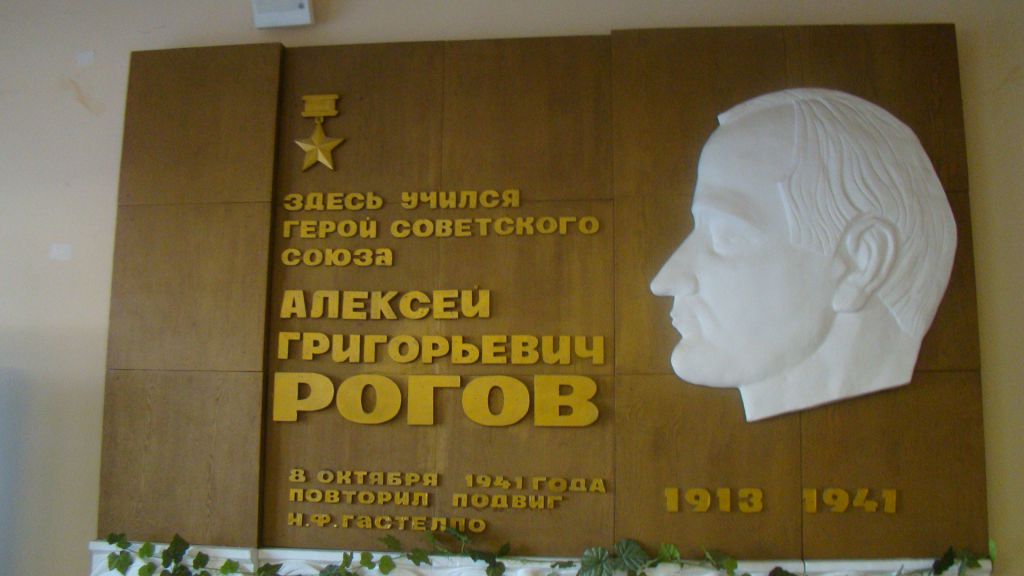 ЗДЕСЬ УЧИЛСЯ
ГЕРОЙ СОВЕТСКОГО
СОЮЗА
АЛЕКСЕЙ
ГРИГОРЬЕВИЧ
РОГОВ
8 ОКТЯБРЯ 1941 ГОДА
ПОВТОРИЛ ПОДВИГ
Н.Ф.ГАСТЕЛЛО
1913 1941